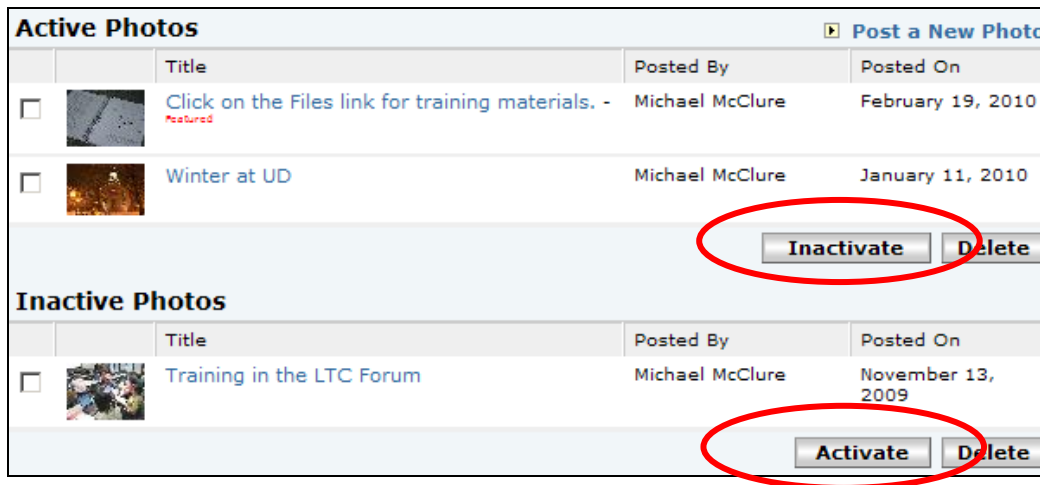 Active Photos Post a New Photo
Title Posted By Posted On
Click on the Files link for training materials. - Michael McClure February 19, 2010
Featured
Winter at UD Michael McClure January 11, 2010
Inactivate Delete
Inactive Photos
Title Posted By Posted On
Training in the LTC Forum Michael McClure November 13,
2009
Activate Delete